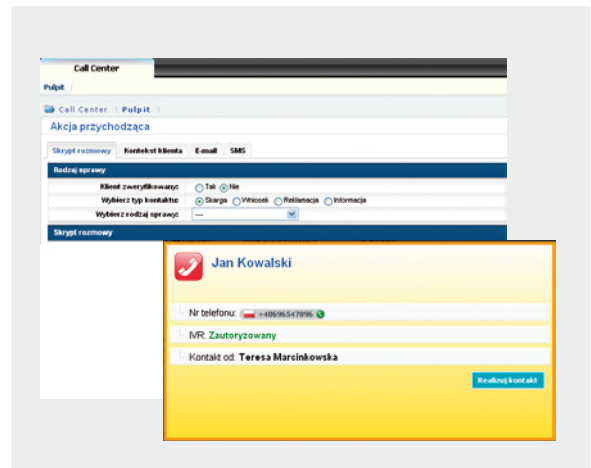 Call Center
Pulpit
Call Center Pulpit
Akcja przychodząca
Skrypt rozmowy Kontekst klienta E-mail SMS
Rodzaj sprawy
Klient zweryfikowany: Tak Nie
Wybierz typ kontaktu: Skarga Wniosek Reklamacja Informacja
Wybierz rodzaj sprawy: ---
Skrypt rozmowy
Jan Kowalski
Nr telefonu: +48696547896
IVR: Zautoryzowany
Kontakt od: Teresa Marcinkowska
Realizuj kontakt